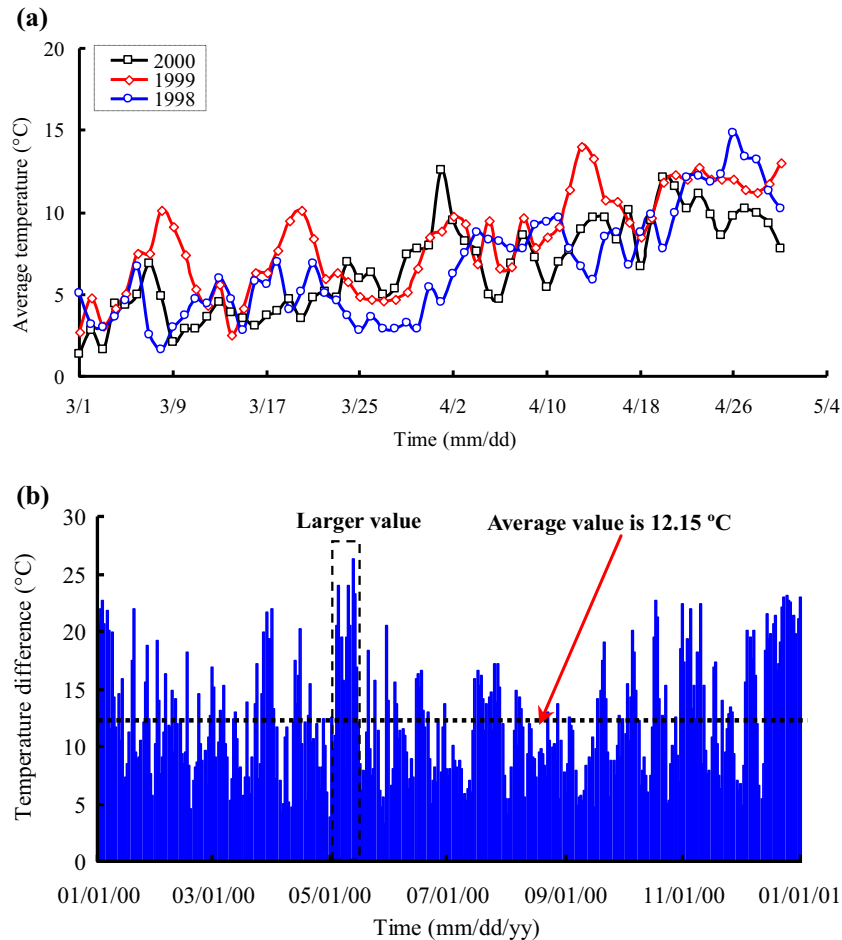 (a)
20
15
10
5
0
Average temperature (°C)
2000
1999
1998
3/1 3/9 3/17 3/25 4/2 4/10 4/18 4/26 5/4
Time (mm/dd)
(b)
30
25
20
15
10
5
0
Temperature difference (°C)
Larger value
Average value is 12.15 ºC
01/01/00 03/01/00 05/01/00 07/01/00 09/01/00 11/01/00 01/01/01
Time (mm/dd/yy)